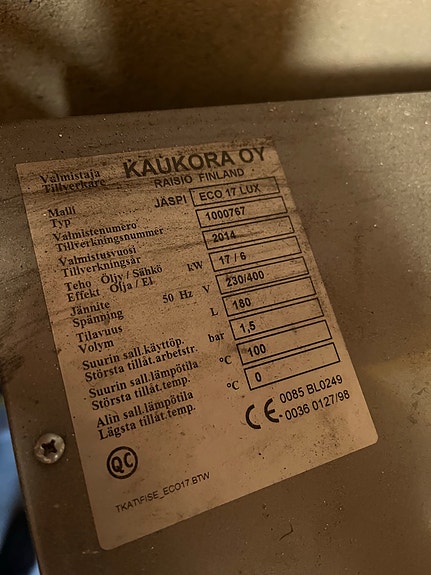 Valmistaja KAUKORA OY
Tillverkare RAISIO FINLAND
Malli JÄSPI ECO 17 LUX
Typ
Valmistenumero 1000767
Tillverkningsnummer
Valmistusvuosi 2014
Tillverkningsår
Teho Öljy / Sähkö kW 17 / 6
Effekt Olja / El.
Jännite 50 Hz V 230/400
Spänning
Tilavuus L 180
Volym
Suurin sall.käyttöp. bar 1,5
Största tillåt.arbetstr.
Suurin sall.lämpötila °C 100
Största tillåt.temp.
Alin sall.lämpötila °C 0
Lägsta tillåt.temp.
QC CE 0085 BL0249
0036 0127/98
TKAT\FISE_ECO17.BTW